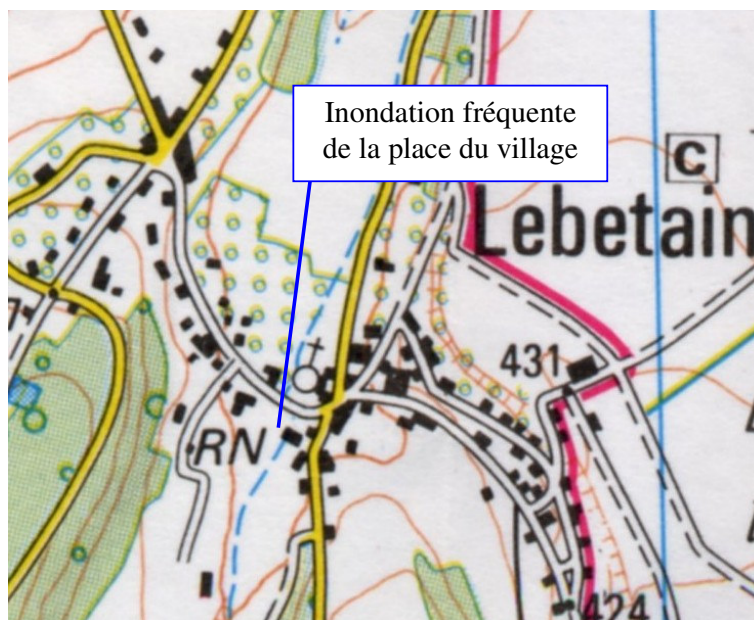 Inondation fréquente
de la place du village
C
Lebetain
431
RN
424